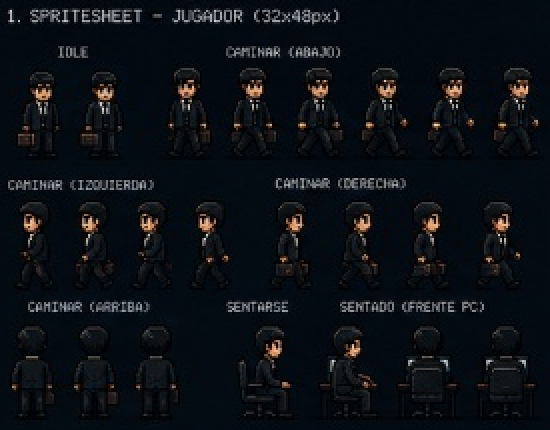 1. SPRITESHEET - JUGADOR (32x48px)
IDLE
CAMINAR (ABAJO)
CAMINAR (IZQUIERDA)
CAMINAR (DERECHA)
CAMINAR (ARRIBA)
SENTARSE
SENTADO (FRENTE PC)